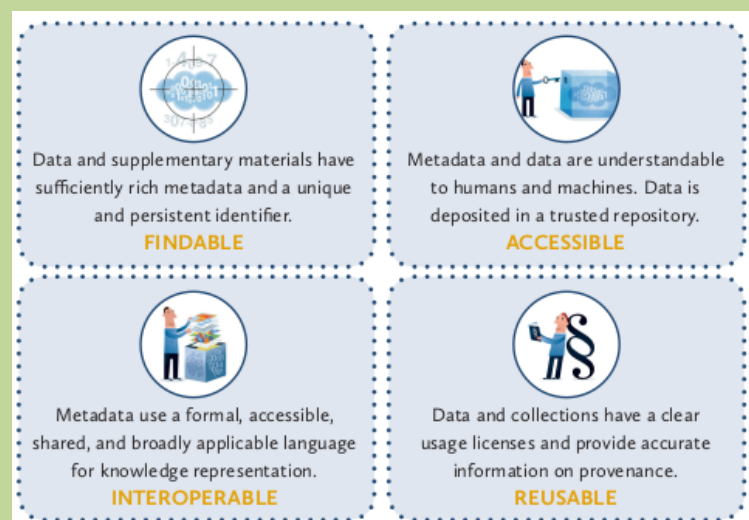 Data and supplementary materials have
sufficiently rich metadata and a unique
and persistent identifier.
FINDABLE
Metadata and data are understandable
to humans and machines. Data is
deposited in a trusted repository.
ACCESSIBLE
Metadata use a formal, accessible,
shared, and broadly applicable language
for knowledge representation.
INTEROPERABLE
§
Data and collections have a clear
usage licenses and provide accurate
information on provenance.
REUSABLE